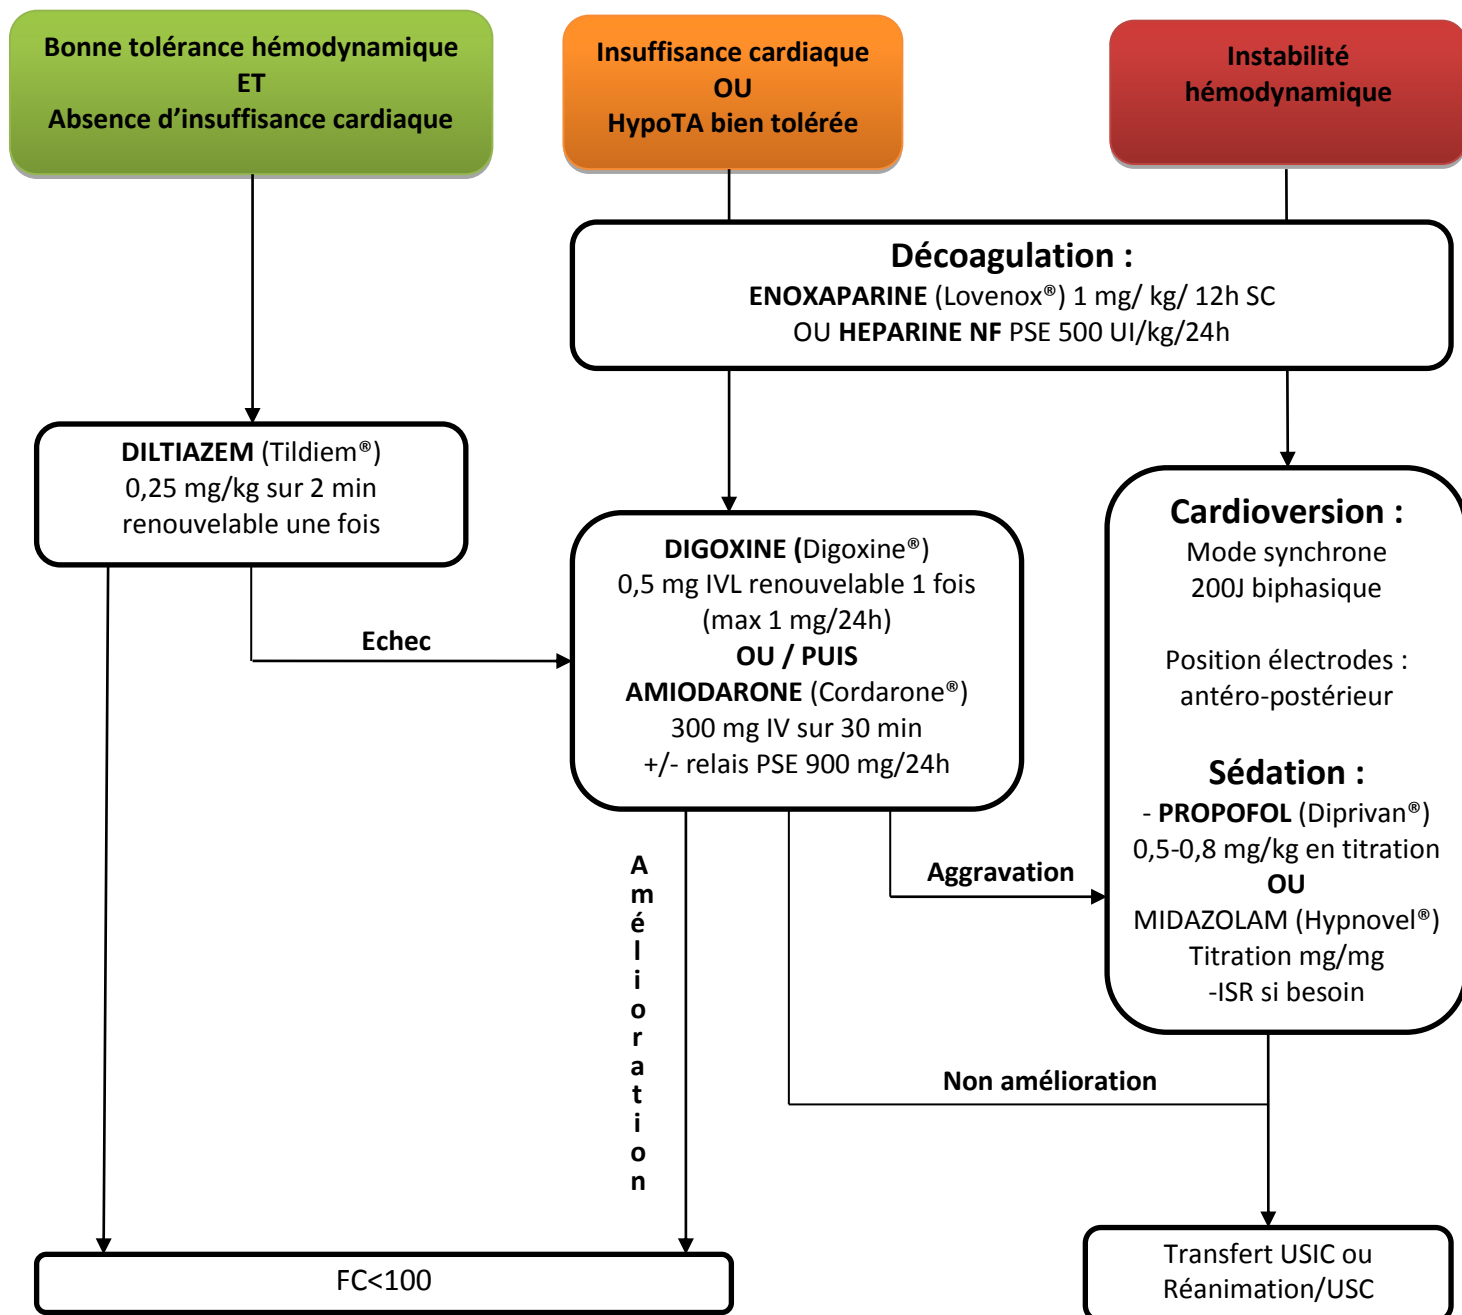 Bonne tolérance hémodynamique
ET
Absence d’insuffisance cardiaque
Insuffisance cardiaque
OU
HypoTA bien tolérée
Instabilité
hémodynamique
Décoagulation :
ENOXAPARINE (Lovenox®) 1 mg/ kg/ 12h SC
OU HEPARINE NF PSE 500 UI/kg/24h
DILTIAZEM (Tildiem®)
0,25 mg/kg sur 2 min
renouvelable une fois
Echec
DIGOXINE (Digoxine®)
0,5 mg IVL renouvelable 1 fois
(max 1 mg/24h)
OU / PUIS
AMIODARONE (Cordarone®)
300 mg IV sur 30 min
+/- relais PSE 900 mg/24h
Cardioversion :
Mode synchrone
200J biphasique
Position électrodes :
antéro-postérieur
Sédation :
- PROPOFOL (Diprivan®)
0,5-0,8 mg/kg en titration
OU
MIDAZOLAM (Hypnovel®)
Titration mg/mg
-ISR si besoin
Amélioration
Aggravation
Non amélioration
FC<100
Transfert USIC ou
Réanimation/USC